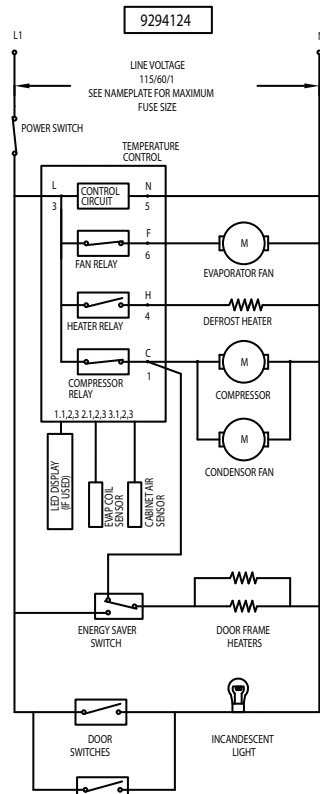 9294124
L1
LINE VOLTAGE
115/60/1
SEE NAMEPLATE FOR MAXIMUM
FUSE SIZE
POWER SWITCH
TEMPERATURE
CONTROL
L
CONTROL
CIRCUIT
N
3
5
F
M
FAN RELAY
6
EVAPORATOR FAN
H
HEATER RELAY
4
DEFROST HEATER
C
M
COMPRESSOR
RELAY
1
COMPRESSOR
1.1,2,3 2.1,2,3 3.1,2,3
M
CONDENSOR FAN
LED DISPLAY
(IF USED)
EVAP COIL
SENSOR
CABINET AIR
SENSOR
ENERGY SAVER
SWITCH
DOOR FRAME
HEATERS
DOOR
SWITCHES
INCANDESCENT
LIGHT